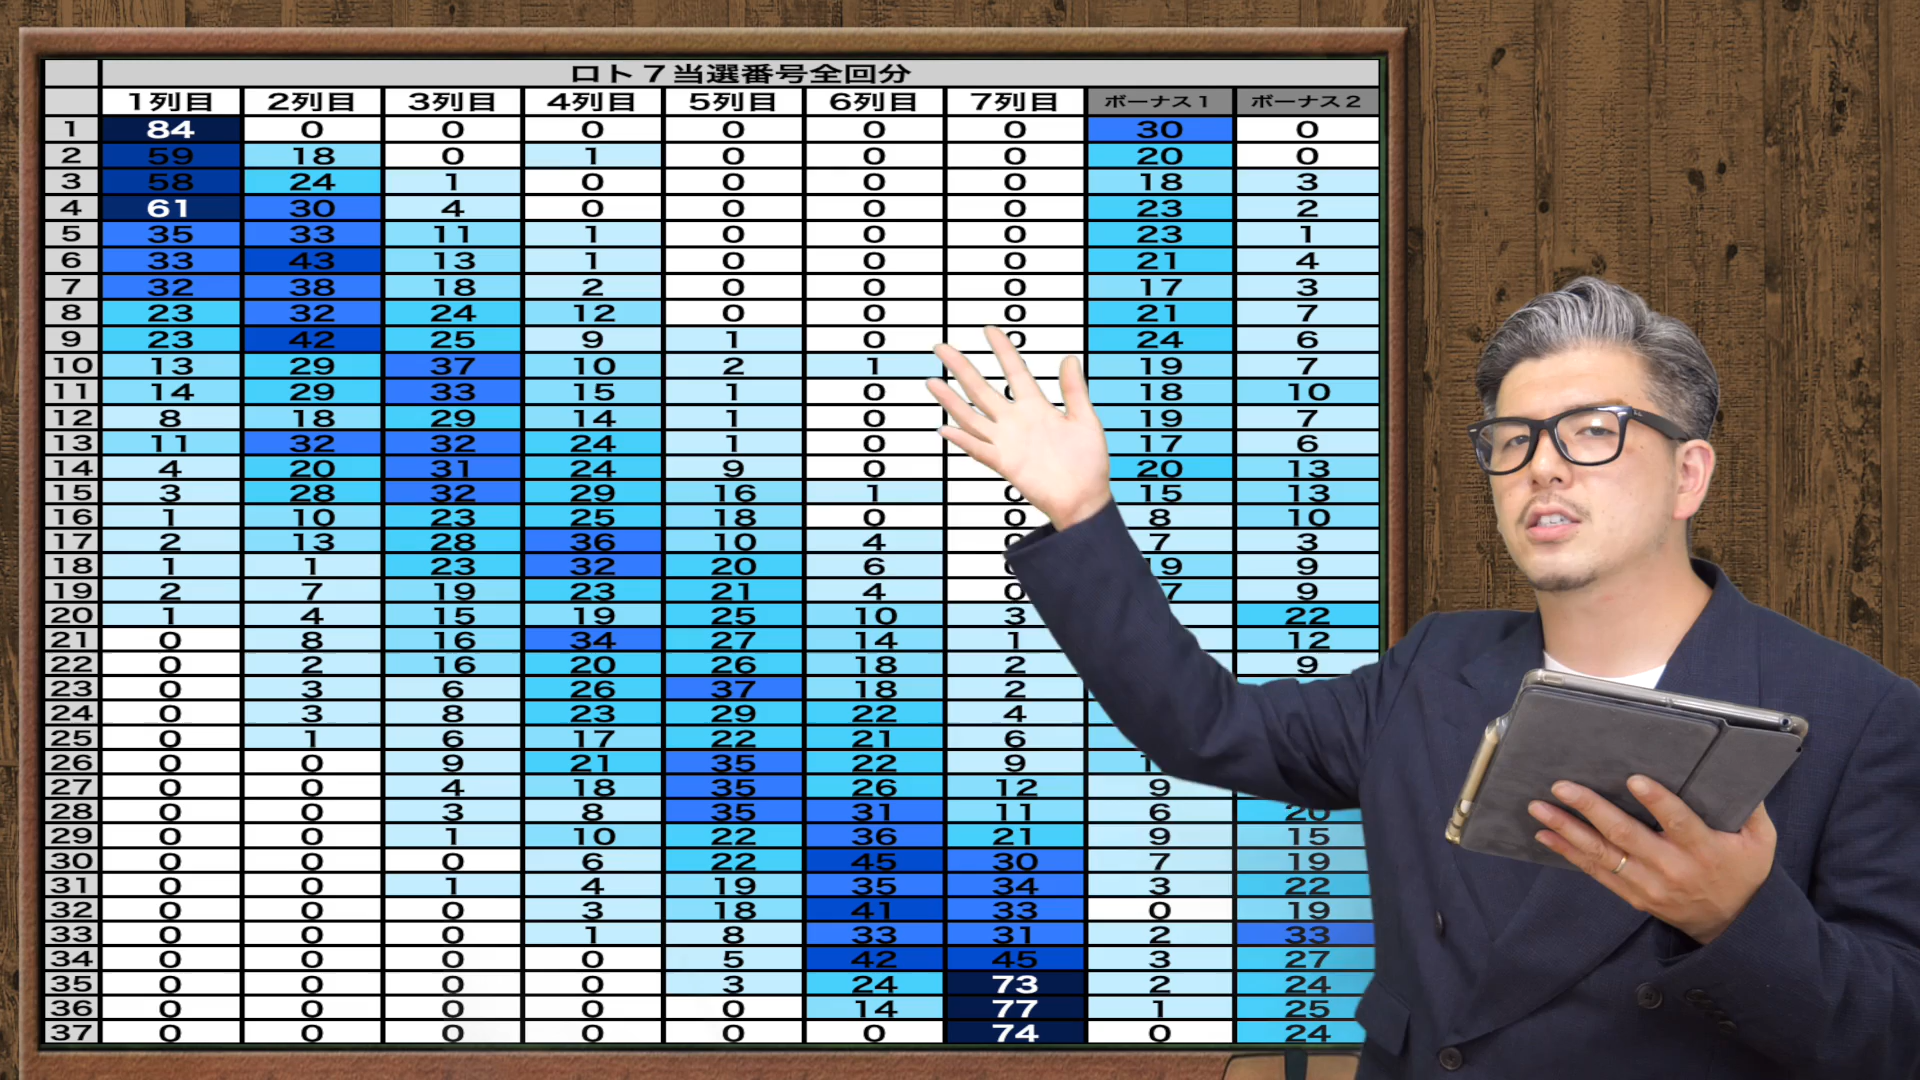 ロト７当選番号全回分
1列目 2列目 3列目 4列目 5列目 6列目 7列目 ボーナス１ ボーナス２
1 84 0 0 0 0 0 0 30 0
2 59 18 0 1 0 0 0 20 0
3 58 24 1 0 0 0 0 18 3
4 61 30 4 0 0 0 0 23 2
5 35 33 11 1 0 0 0 23 1
6 33 43 13 1 0 0 0 21 4
7 32 38 18 2 0 0 0 17 3
8 23 32 24 12 0 0 0 21 7
9 23 42 25 9 1 0 0 24 6
10 13 29 37 10 2 1 19 7
11 14 29 33 15 1 0 0 18 10
12 8 18 29 14 1 0 19 7
13 11 32 32 24 1 0 17 6
14 4 20 31 24 9 0 20 13
15 3 28 32 29 16 1 0 15 13
16 1 10 23 25 18 0 0 8 10
17 2 13 28 36 10 4 0 7 3
18 1 1 23 32 20 6 0 9
19 2 7 19 23 21 4 0 9
20 1 4 15 19 25 10 3 22
21 0 8 16 34 27 14 1 12
22 0 2 16 20 26 18 2 9
23 0 3 6 26 37 18 2
24 0 3 8 23 29 22 4
25 0 1 6 17 22 21 6
26 0 0 9 21 35 22 9
27 0 0 4 18 35 26 12 9
28 0 0 3 8 35 31 11 6 20
29 0 0 1 10 22 36 21 9 15
30 0 0 0 6 22 45 30 7 19
31 0 0 1 4 19 35 34 3 22
32 0 0 0 3 18 41 33 0 19
33 0 0 0 1 8 33 31 2 33
34 0 0 0 0 5 42 45 3 27
35 0 0 0 0 3 24 73 2 24
36 0 0 0 0 0 14 77 1 25
37 0 0 0 0 0 0 74 0 24